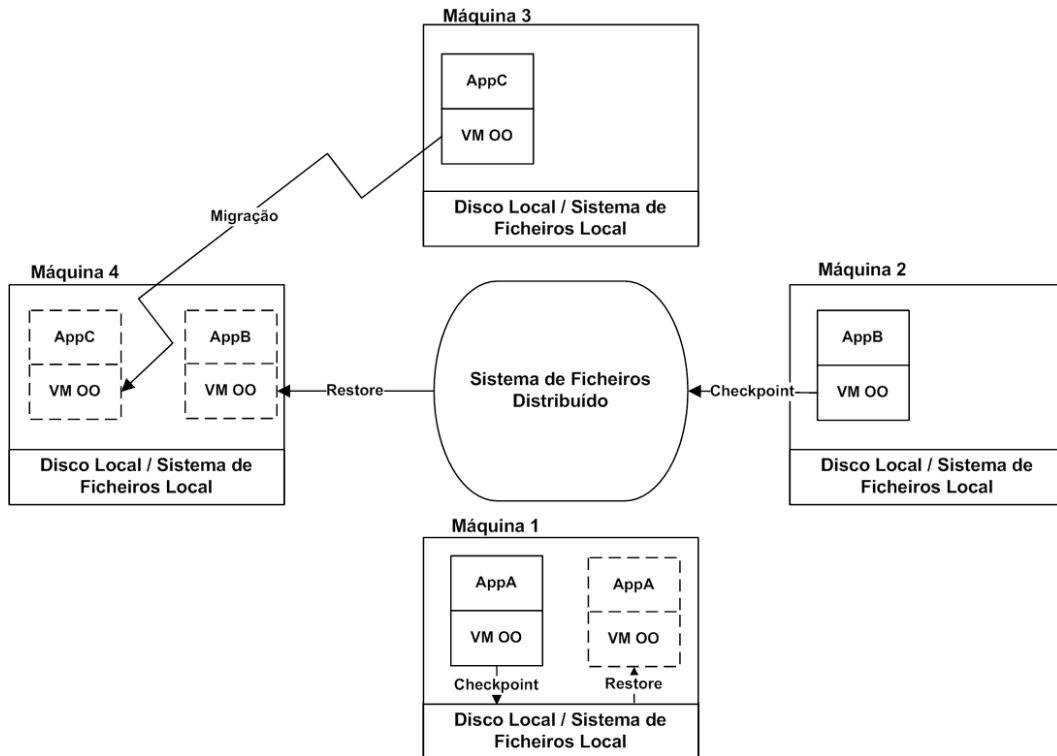 Máquina 3
AppC
VM OO
Disco Local / Sistema de
Ficheiros Local
Migração
Máquina 4
AppC
VM OO
AppB
VM OO
Disco Local / Sistema de
Ficheiros Local
Restore
Sistema de Ficheiros
Distribuído
Checkpoint
Máquina 2
AppB
VM OO
Disco Local / Sistema de
Ficheiros Local
Máquina 1
AppA
VM OO
Checkpoint
AppA
VM OO
Restore
Disco Local / Sistema de
Ficheiros Local